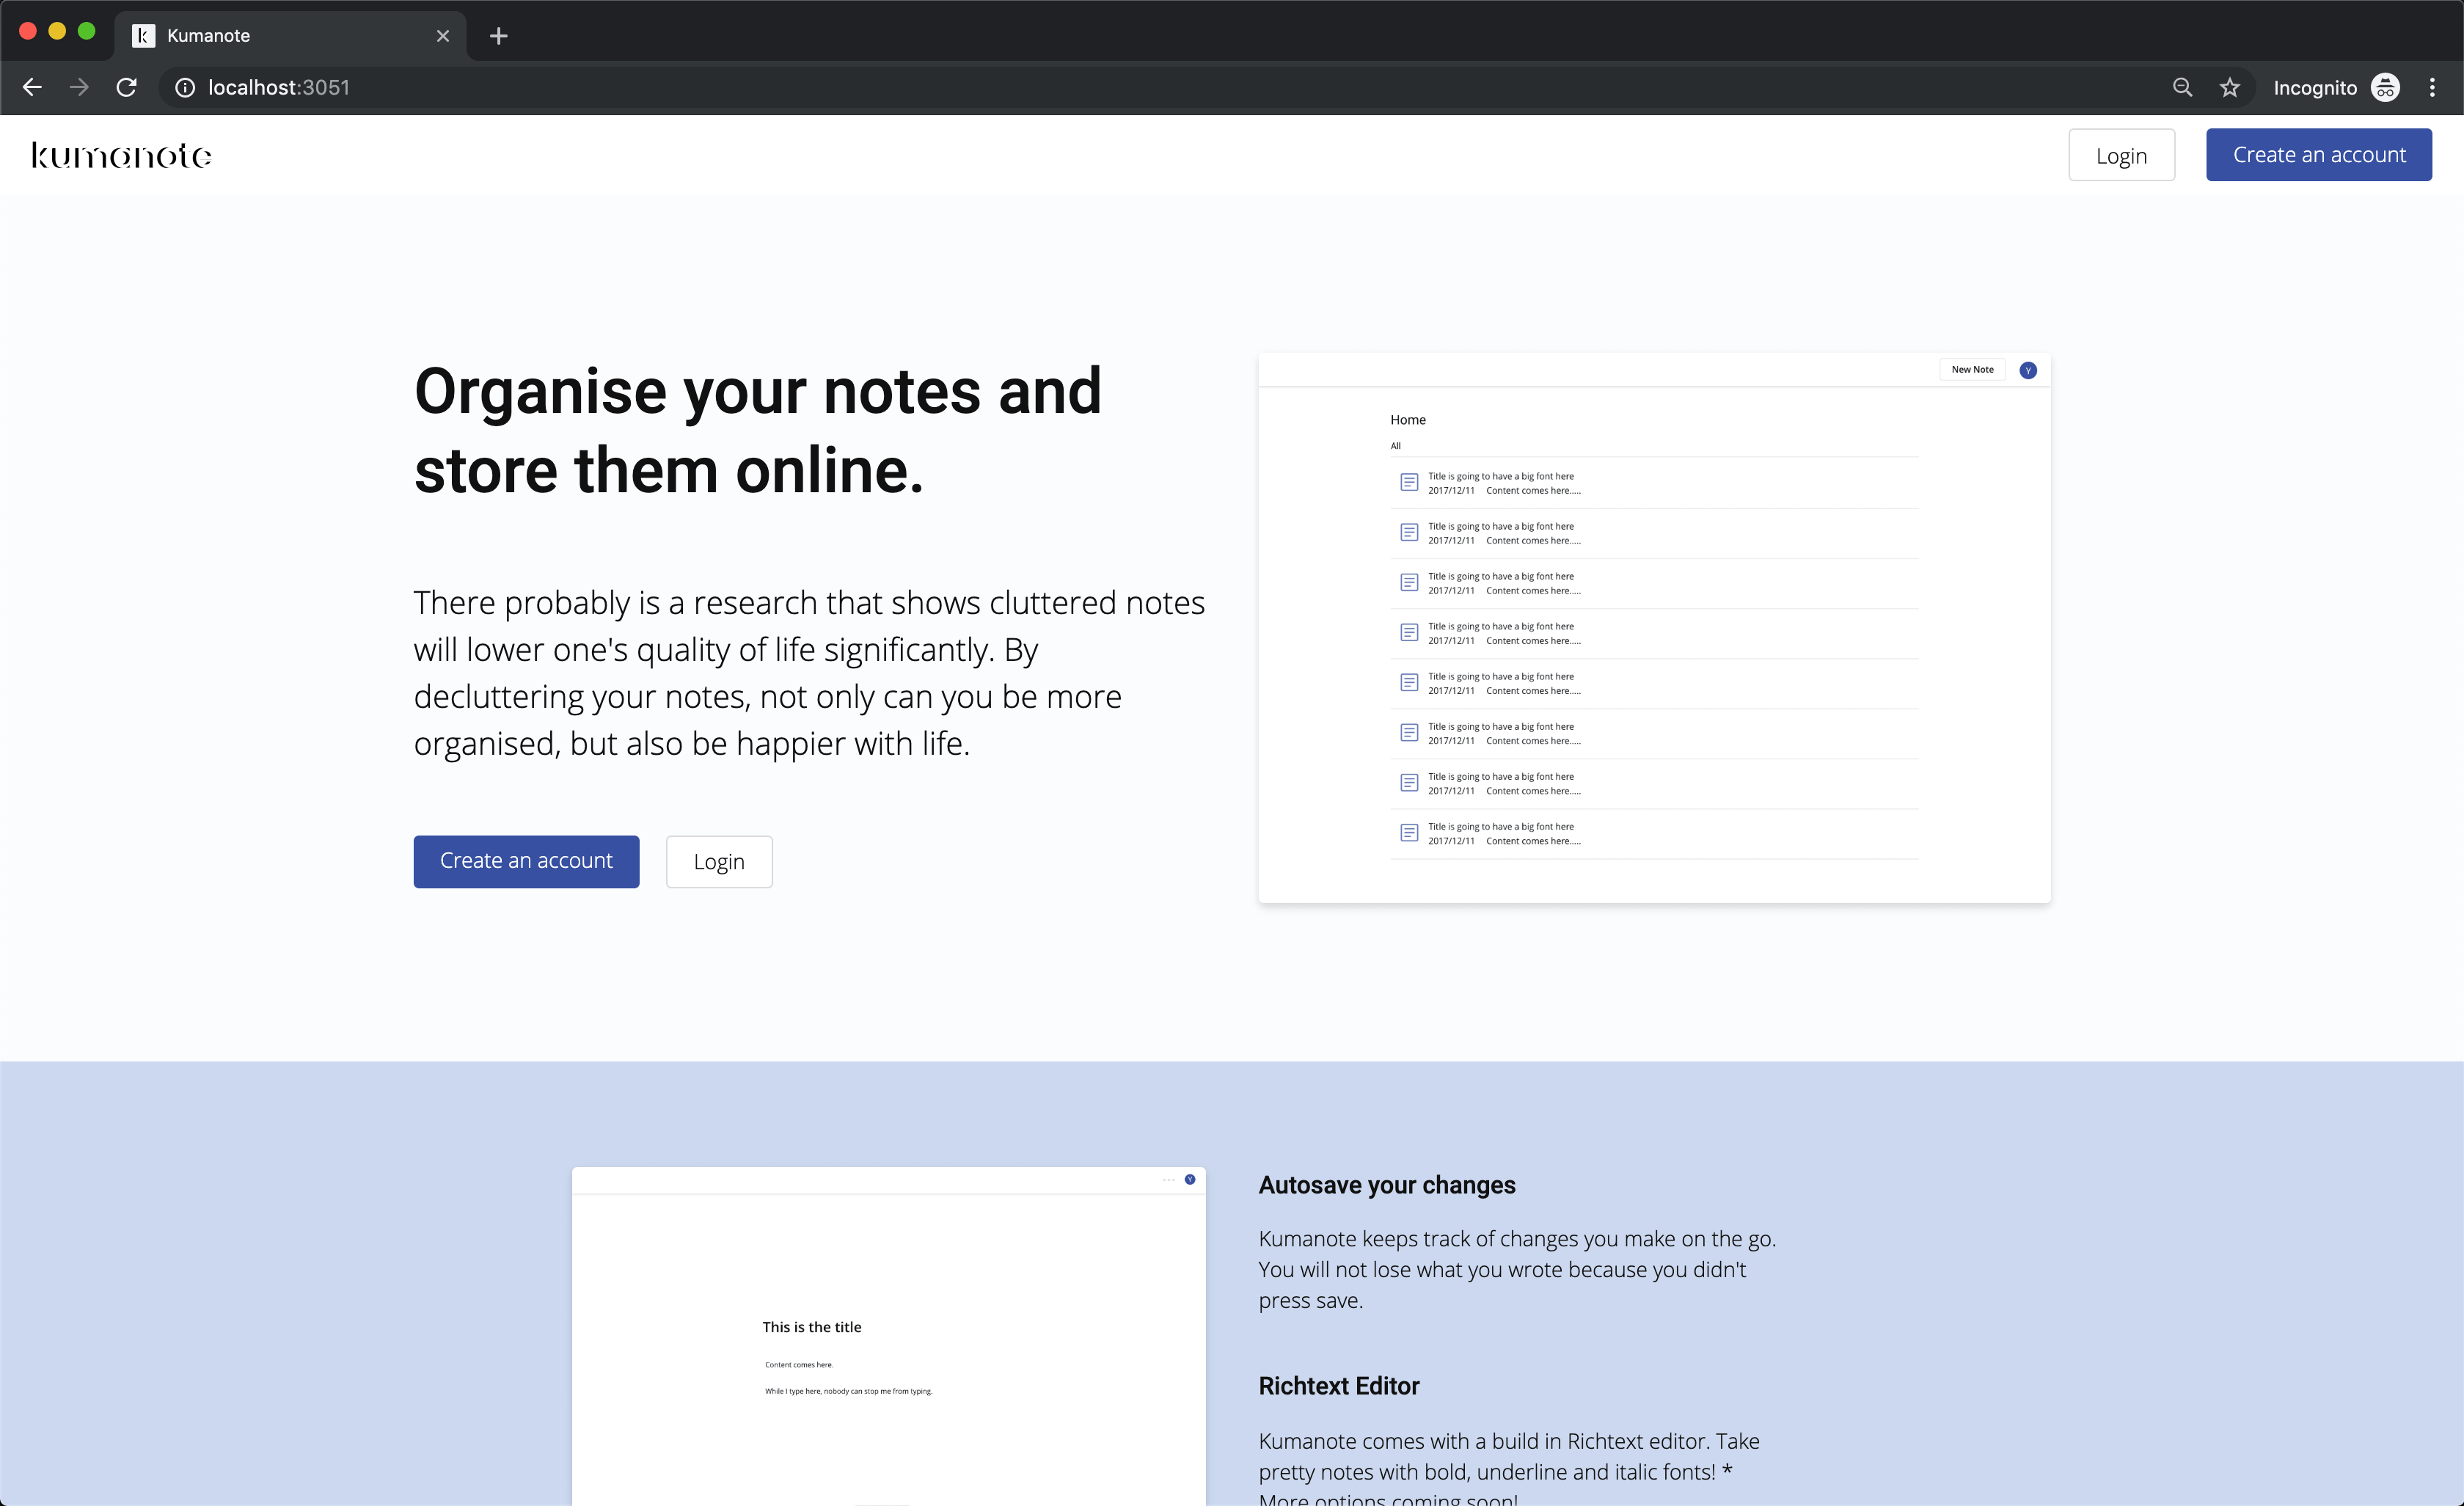 Kumanote
localhost:3051
Incognito
kumanote
Login
Create an account
Organise your notes and
store them online.
There probably is a research that shows cluttered notes
will lower one's quality of life significantly. By
decluttering your notes, not only can you be more
organised, but also be happier with life.
Create an account
Login
New Note
Y
Home
All
Title is going to have a big font here
2017/12/11 Content comes here.....
Title is going to have a big font here
2017/12/11 Content comes here.....
Title is going to have a big font here
2017/12/11 Content comes here.....
Title is going to have a big font here
2017/12/11 Content comes here.....
Title is going to have a big font here
2017/12/11 Content comes here.....
Title is going to have a big font here
2017/12/11 Content comes here.....
Title is going to have a big font here
2017/12/11 Content comes here.....
Title is going to have a big font here
2017/12/11 Content comes here.....
Y
This is the title
Content comes here.
While I type here, nobody can stop me from typing.
Autosave your changes
Kumanote keeps track of changes you make on the go.
You will not lose what you wrote because you didn't
press save.
Richtext Editor
Kumanote comes with a build in Richtext editor. Take
pretty notes with bold, underline and italic fonts! *
More options coming soon!